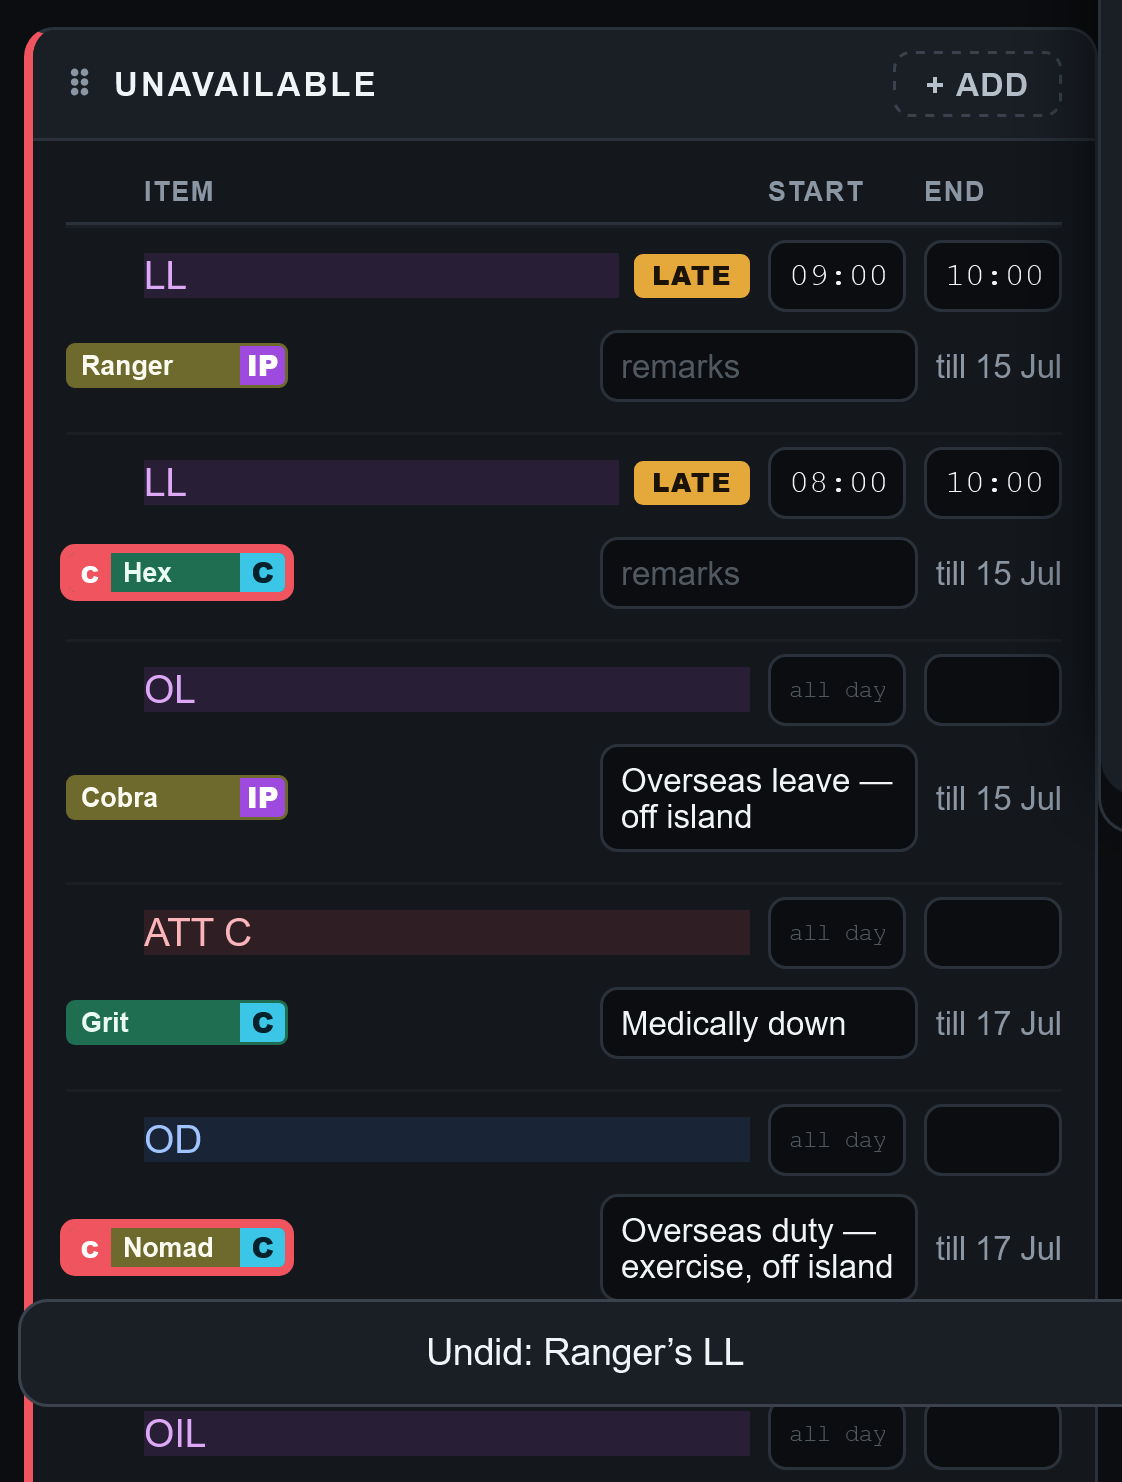 UNAVAILABLE
+ ADD
ITEM START END
LL LATE 09:00 10:00
Ranger IP remarks till 15 Jul
LL LATE 08:00 10:00
c Hex C remarks till 15 Jul
OL all day
Cobra IP Overseas leave —
off island
till 15 Jul
ATT C all day
Grit C Medically down till 17 Jul
OD all day
c Nomad C Overseas duty —
exercise, off island
till 17 Jul
Undid: Ranger’s LL
OIL all day